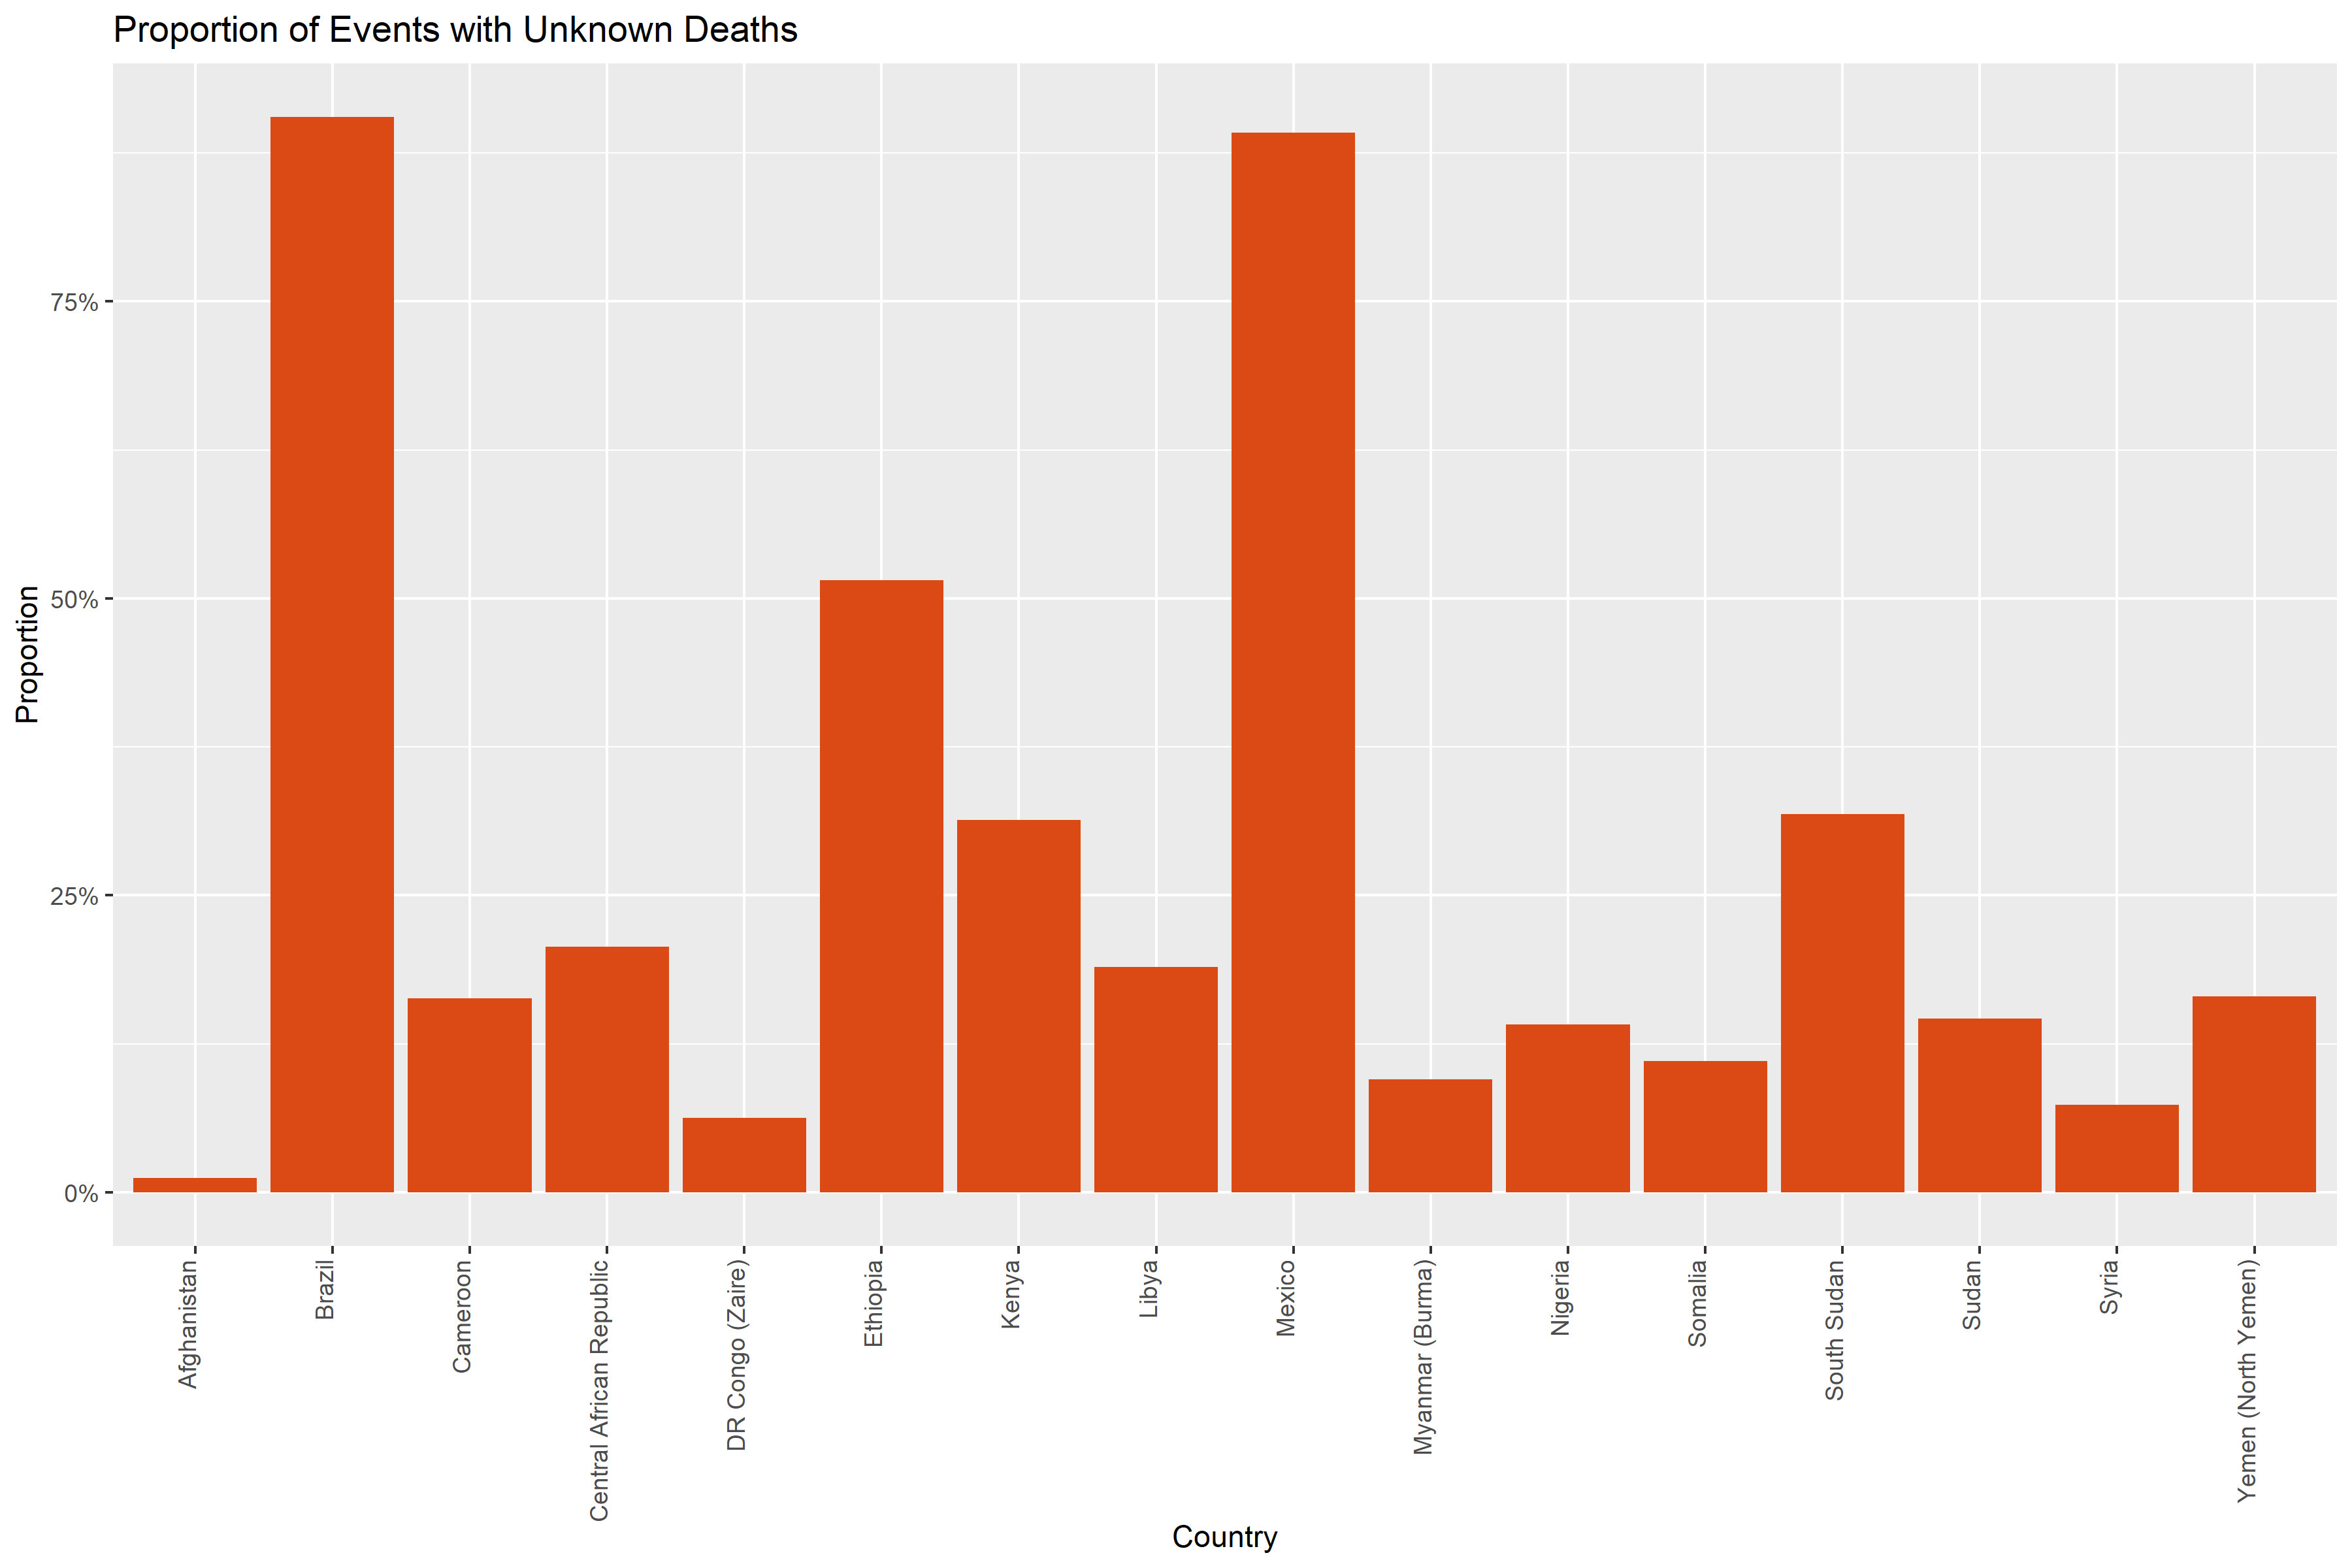 Proportion of Events with Unknown Deaths
Proportion
75%
50%
25%
0%
Afghanistan
Brazil
Cameroon
Central African Republic
DR Congo (Zaire)
Ethiopia
Kenya
Libya
Mexico
Myanmar (Burma)
Nigeria
Somalia
South Sudan
Sudan
Syria
Yemen (North Yemen)
Country